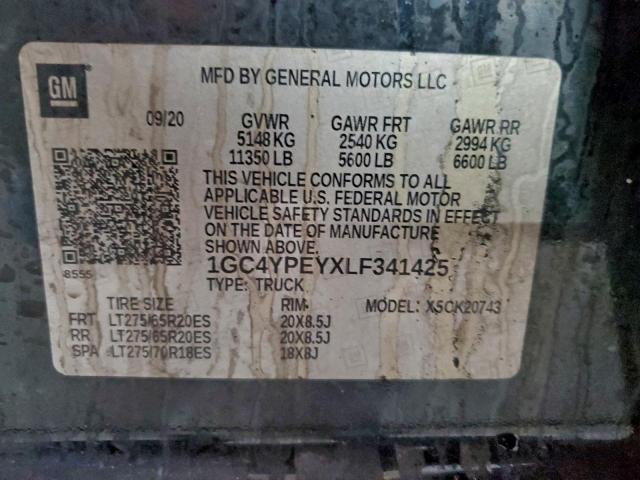 GM
MFD BY GENERAL MOTORS LLC
09/20 GVWR GAWR FRT GAWR RR
5148 KG 2540 KG 2994 KG
11350 LB 5600 LB 6600 LB
THIS VEHICLE CONFORMS TO ALL
APPLICABLE U.S. FEDERAL MOTOR
VEHICLE SAFETY STANDARDS IN EFFECT
ON THE DATE OF MANUFACTURE
SHOWN ABOVE.
8555 1GC4YPEYXLF341425
TYPE: TRUCK
TIRE SIZE RIM MODEL: X5CK20743
FRT LT275/65R20ES 20X8.5J
RR LT275/65R20ES 20X8.5J
SPA LT275/70R18ES 18X8J